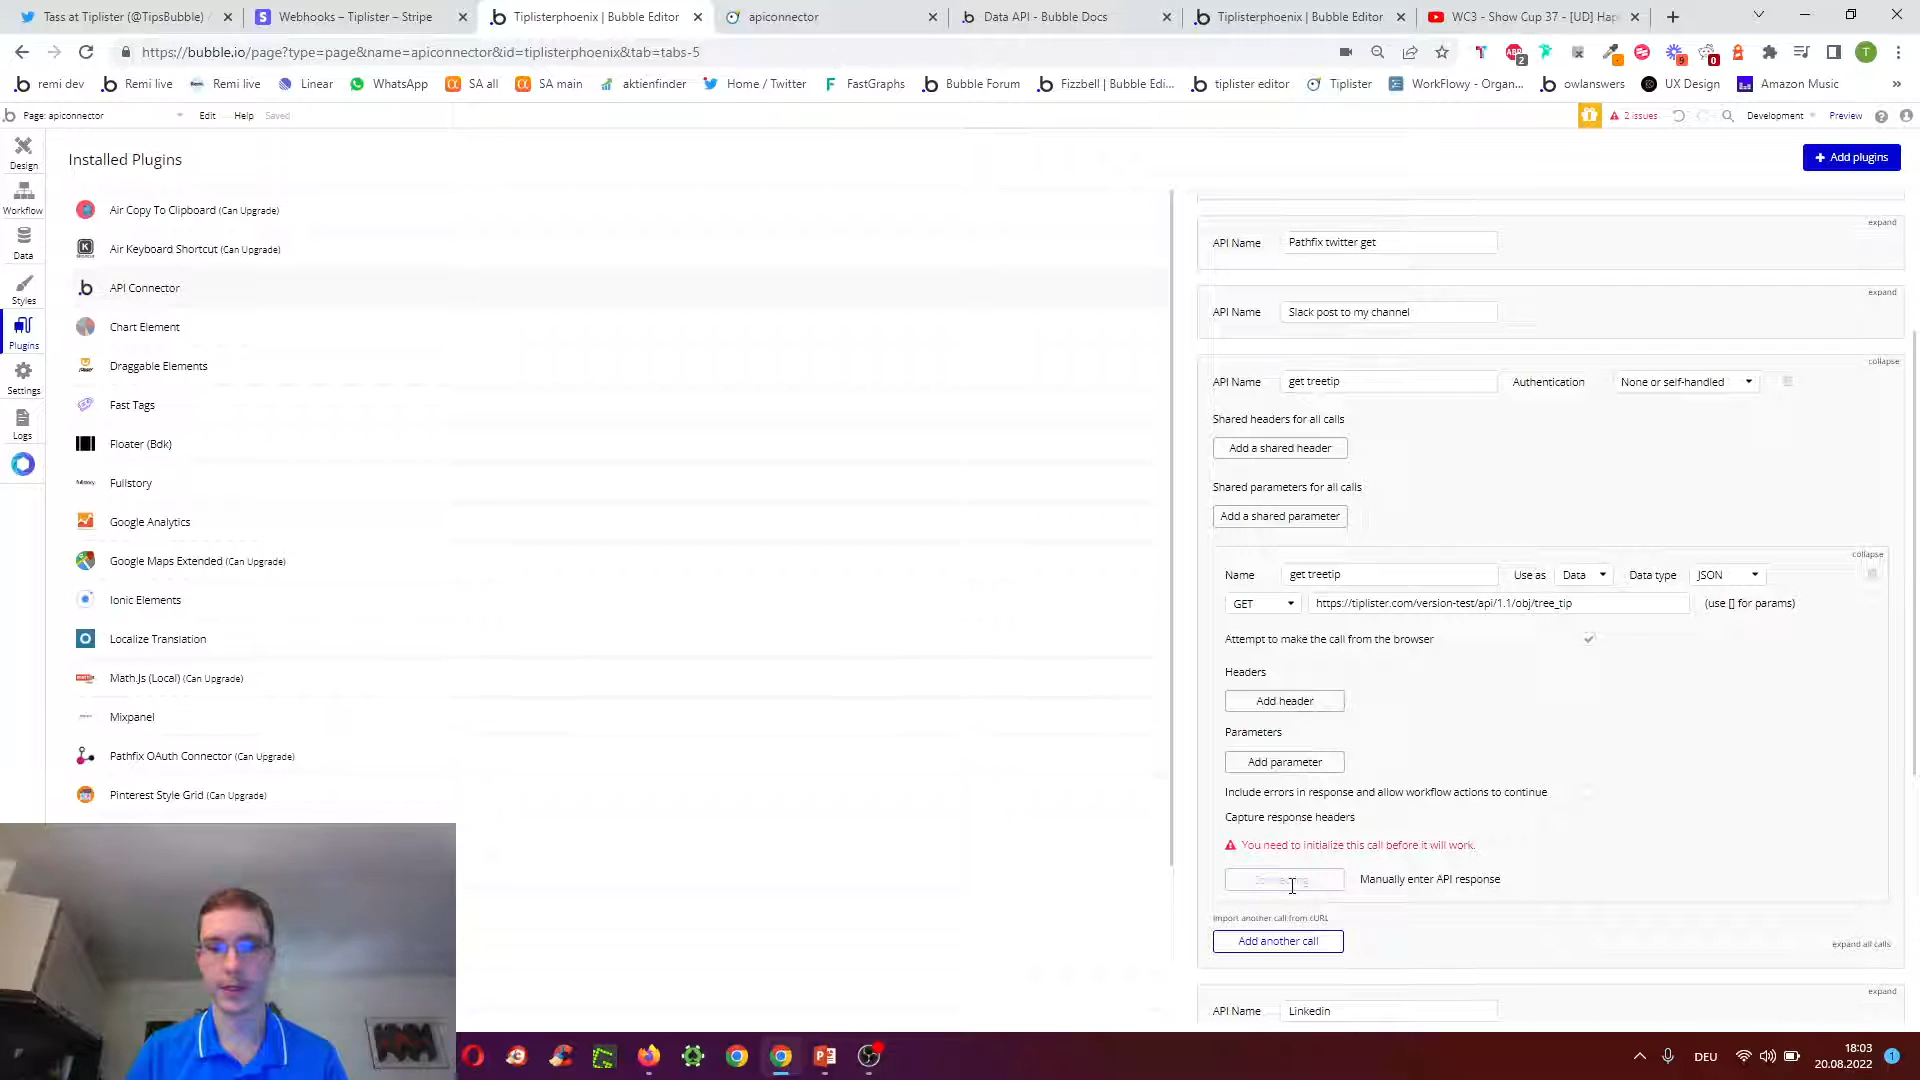 Tass at Tiplister (@TipsBubble)
Webhooks – Tiplister – Stripe
Tiplisterphoenix | Bubble Editor
apiconnector
Data API - Bubble Docs
Tiplisterphoenix | Bubble Editor
WC3 - Show Cup 37 - [UD] Hap
https://bubble.io/page?type=page&name=apiconnector&id=tiplisterphoenix&tab=tabs-5
remi dev
Remi live
Remi live
Linear
WhatsApp
SA all
SA main
aktienfinder
Home / Twitter
FastGraphs
Bubble Forum
Fizzbell | Bubble Edi...
tiplister editor
Tiplister
WorkFlowy - Organ...
owlanswers
UX Design
Amazon Music
Page: apiconnector
Edit
Help
Saved
2 issues
Development
Preview
Design
Workflow
Data
Styles
Plugins
Settings
Logs
Installed Plugins
Add plugins
Air Copy To Clipboard (Can Upgrade)
Air Keyboard Shortcut (Can Upgrade)
API Connector
Chart Element
Draggable Elements
Fast Tags
Floater (Bdk)
Fullstory
Google Analytics
Google Maps Extended (Can Upgrade)
Ionic Elements
Localize Translation
Math.Js (Local) (Can Upgrade)
Mixpanel
Pathfix OAuth Connector (Can Upgrade)
Pinterest Style Grid (Can Upgrade)
expand
API Name
Pathfix twitter get
expand
API Name
Slack post to my channel
collapse
API Name
get treetip
Authentication
None or self-handled
Shared headers for all calls
Add a shared header
Shared parameters for all calls
Add a shared parameter
collapse
Name
get treetip
Use as
Data
Data type
JSON
GET
https://tiplister.com/version-test/api/1.1/obj/tree_tip
(use [] for params)
Attempt to make the call from the browser
Headers
Add header
Parameters
Add parameter
Include errors in response and allow workflow actions to continue
Capture response headers
You need to initialize this call before it will work.
Manually enter API response
Import another call from cURL
Add another call
expand all calls
expand
API Name
Linkedin
DEU
18:03
20.08.2022